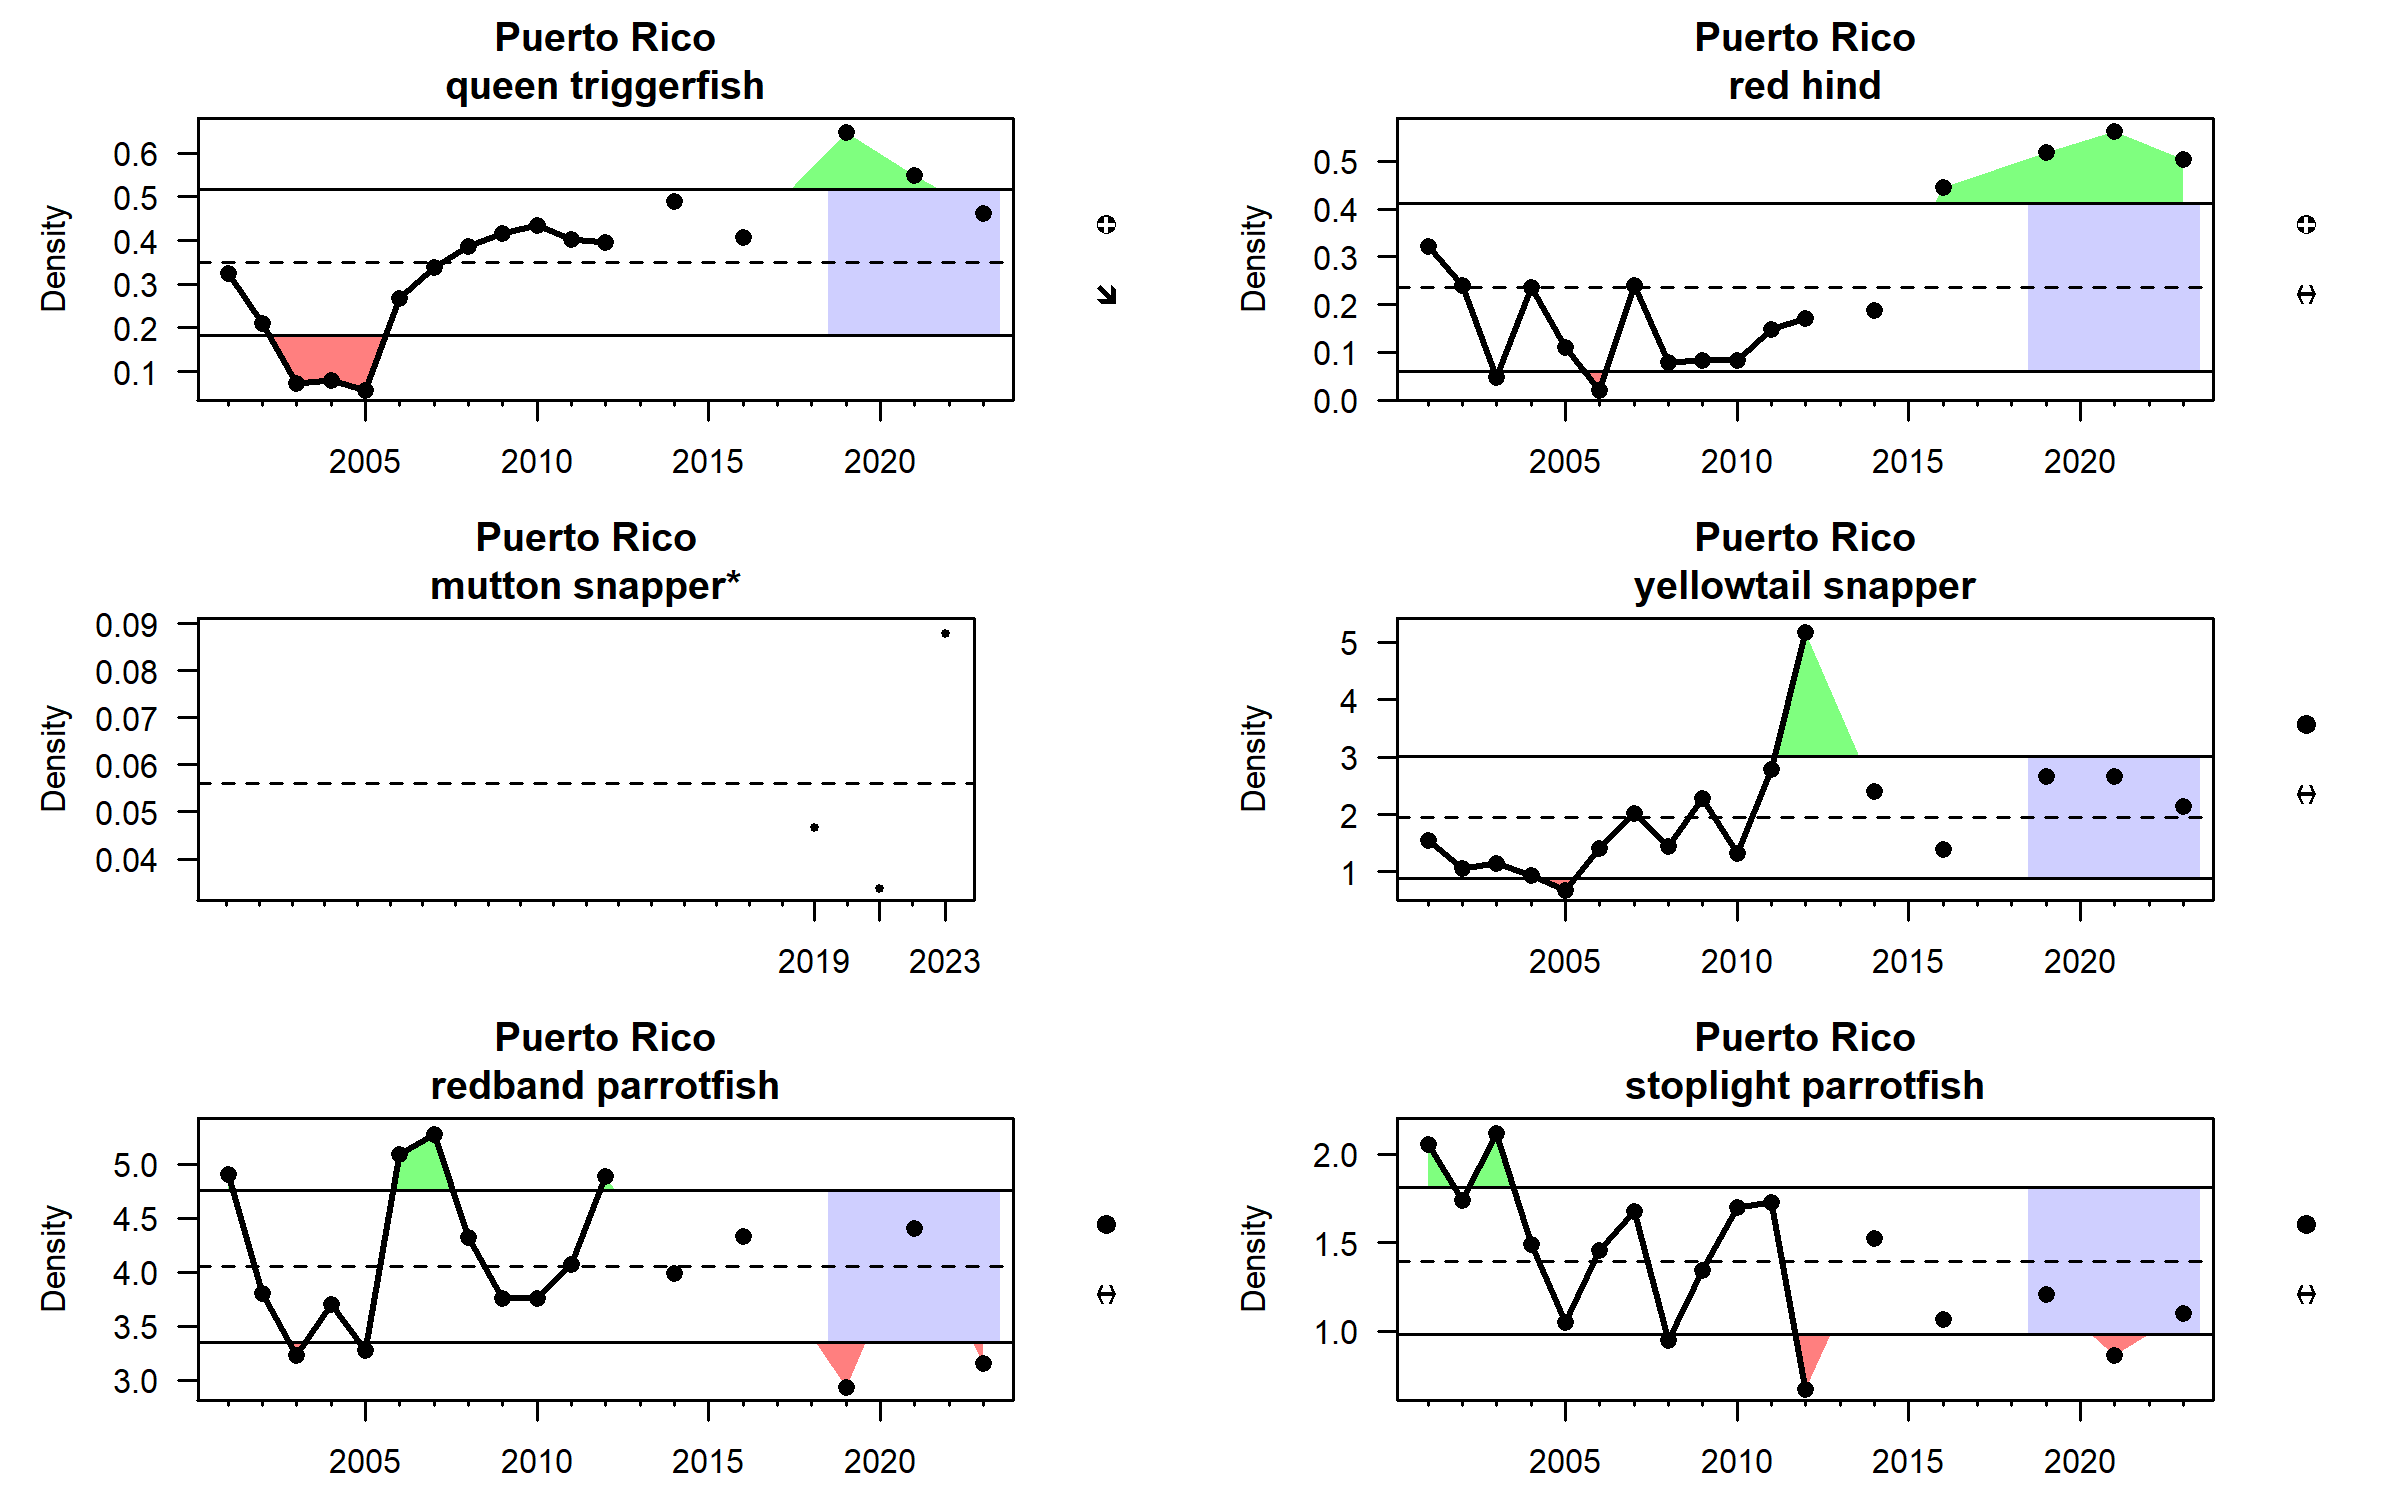 Puerto Rico
queen triggerfish
Density
0.6
0.5
0.4
0.3
0.2
0.1
2005 2010 2015 2020
Puerto Rico
red hind
Density
0.5
0.4
0.3
0.2
0.1
0.0
2005 2010 2015 2020
Puerto Rico
mutton snapper*
Density
0.09
0.08
0.07
0.06
0.05
0.04
2019 2023
Puerto Rico
yellowtail snapper
Density
5
4
3
2
1
2005 2010 2015 2020
Puerto Rico
redband parrotfish
Density
5.0
4.5
4.0
3.5
3.0
2005 2010 2015 2020
Puerto Rico
stoplight parrotfish
Density
2.0
1.5
1.0
2005 2010 2015 2020